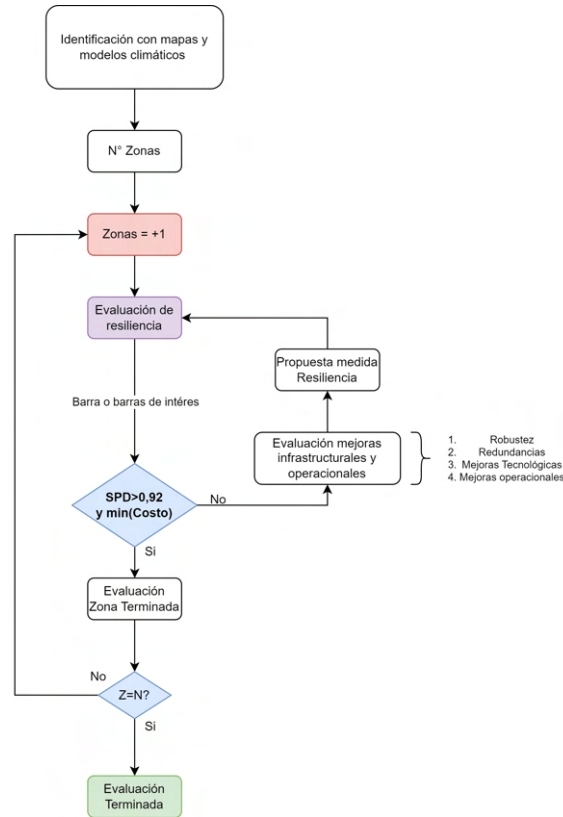 Identificación con mapas y
modelos climáticos
N° Zonas
Zonas = +1
Evaluación de
resiliencia
Propuesta medida
Resiliencia
Barra o barras de intéres
Evaluación mejoras
infrastructurales y
operacionales
1. Robustez
2. Redundancias
3. Mejoras Tecnológicas
4. Mejoras operacionales
SPD>0,92
y min(Costo)
No
Si
Evaluación
Zona Terminada
No
Z=N?
Si
Evaluación
Terminada